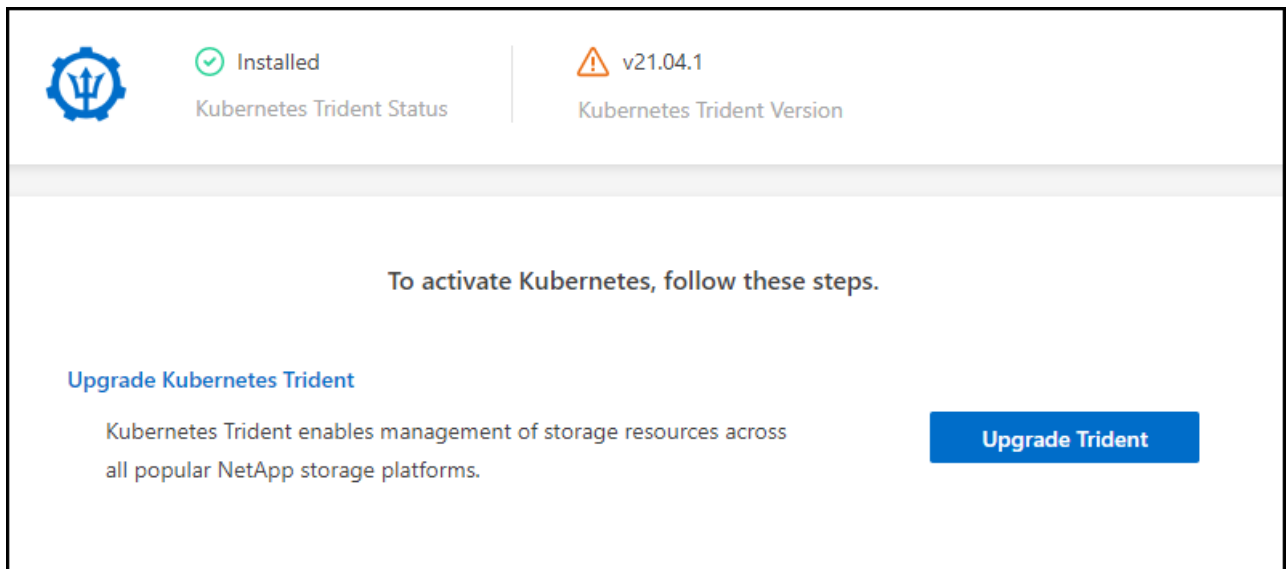 Installed
Kubernetes Trident Status
v21.04.1
Kubernetes Trident Version
To activate Kubernetes, follow these steps.
Upgrade Kubernetes Trident
Kubernetes Trident enables management of storage resources across
all popular NetApp storage platforms.
Upgrade Trident